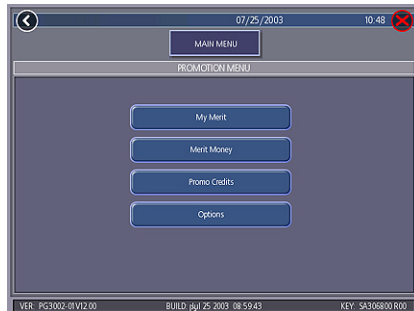 07/25/2003 10:48
MAIN MENU
PROMOTION MENU
My Merit
Merit Money
Promo Credits
Options
VER: PG3002-01V12.00 BUILD: Jul 25 2003 08:59:43 KEY: SA306800 R00